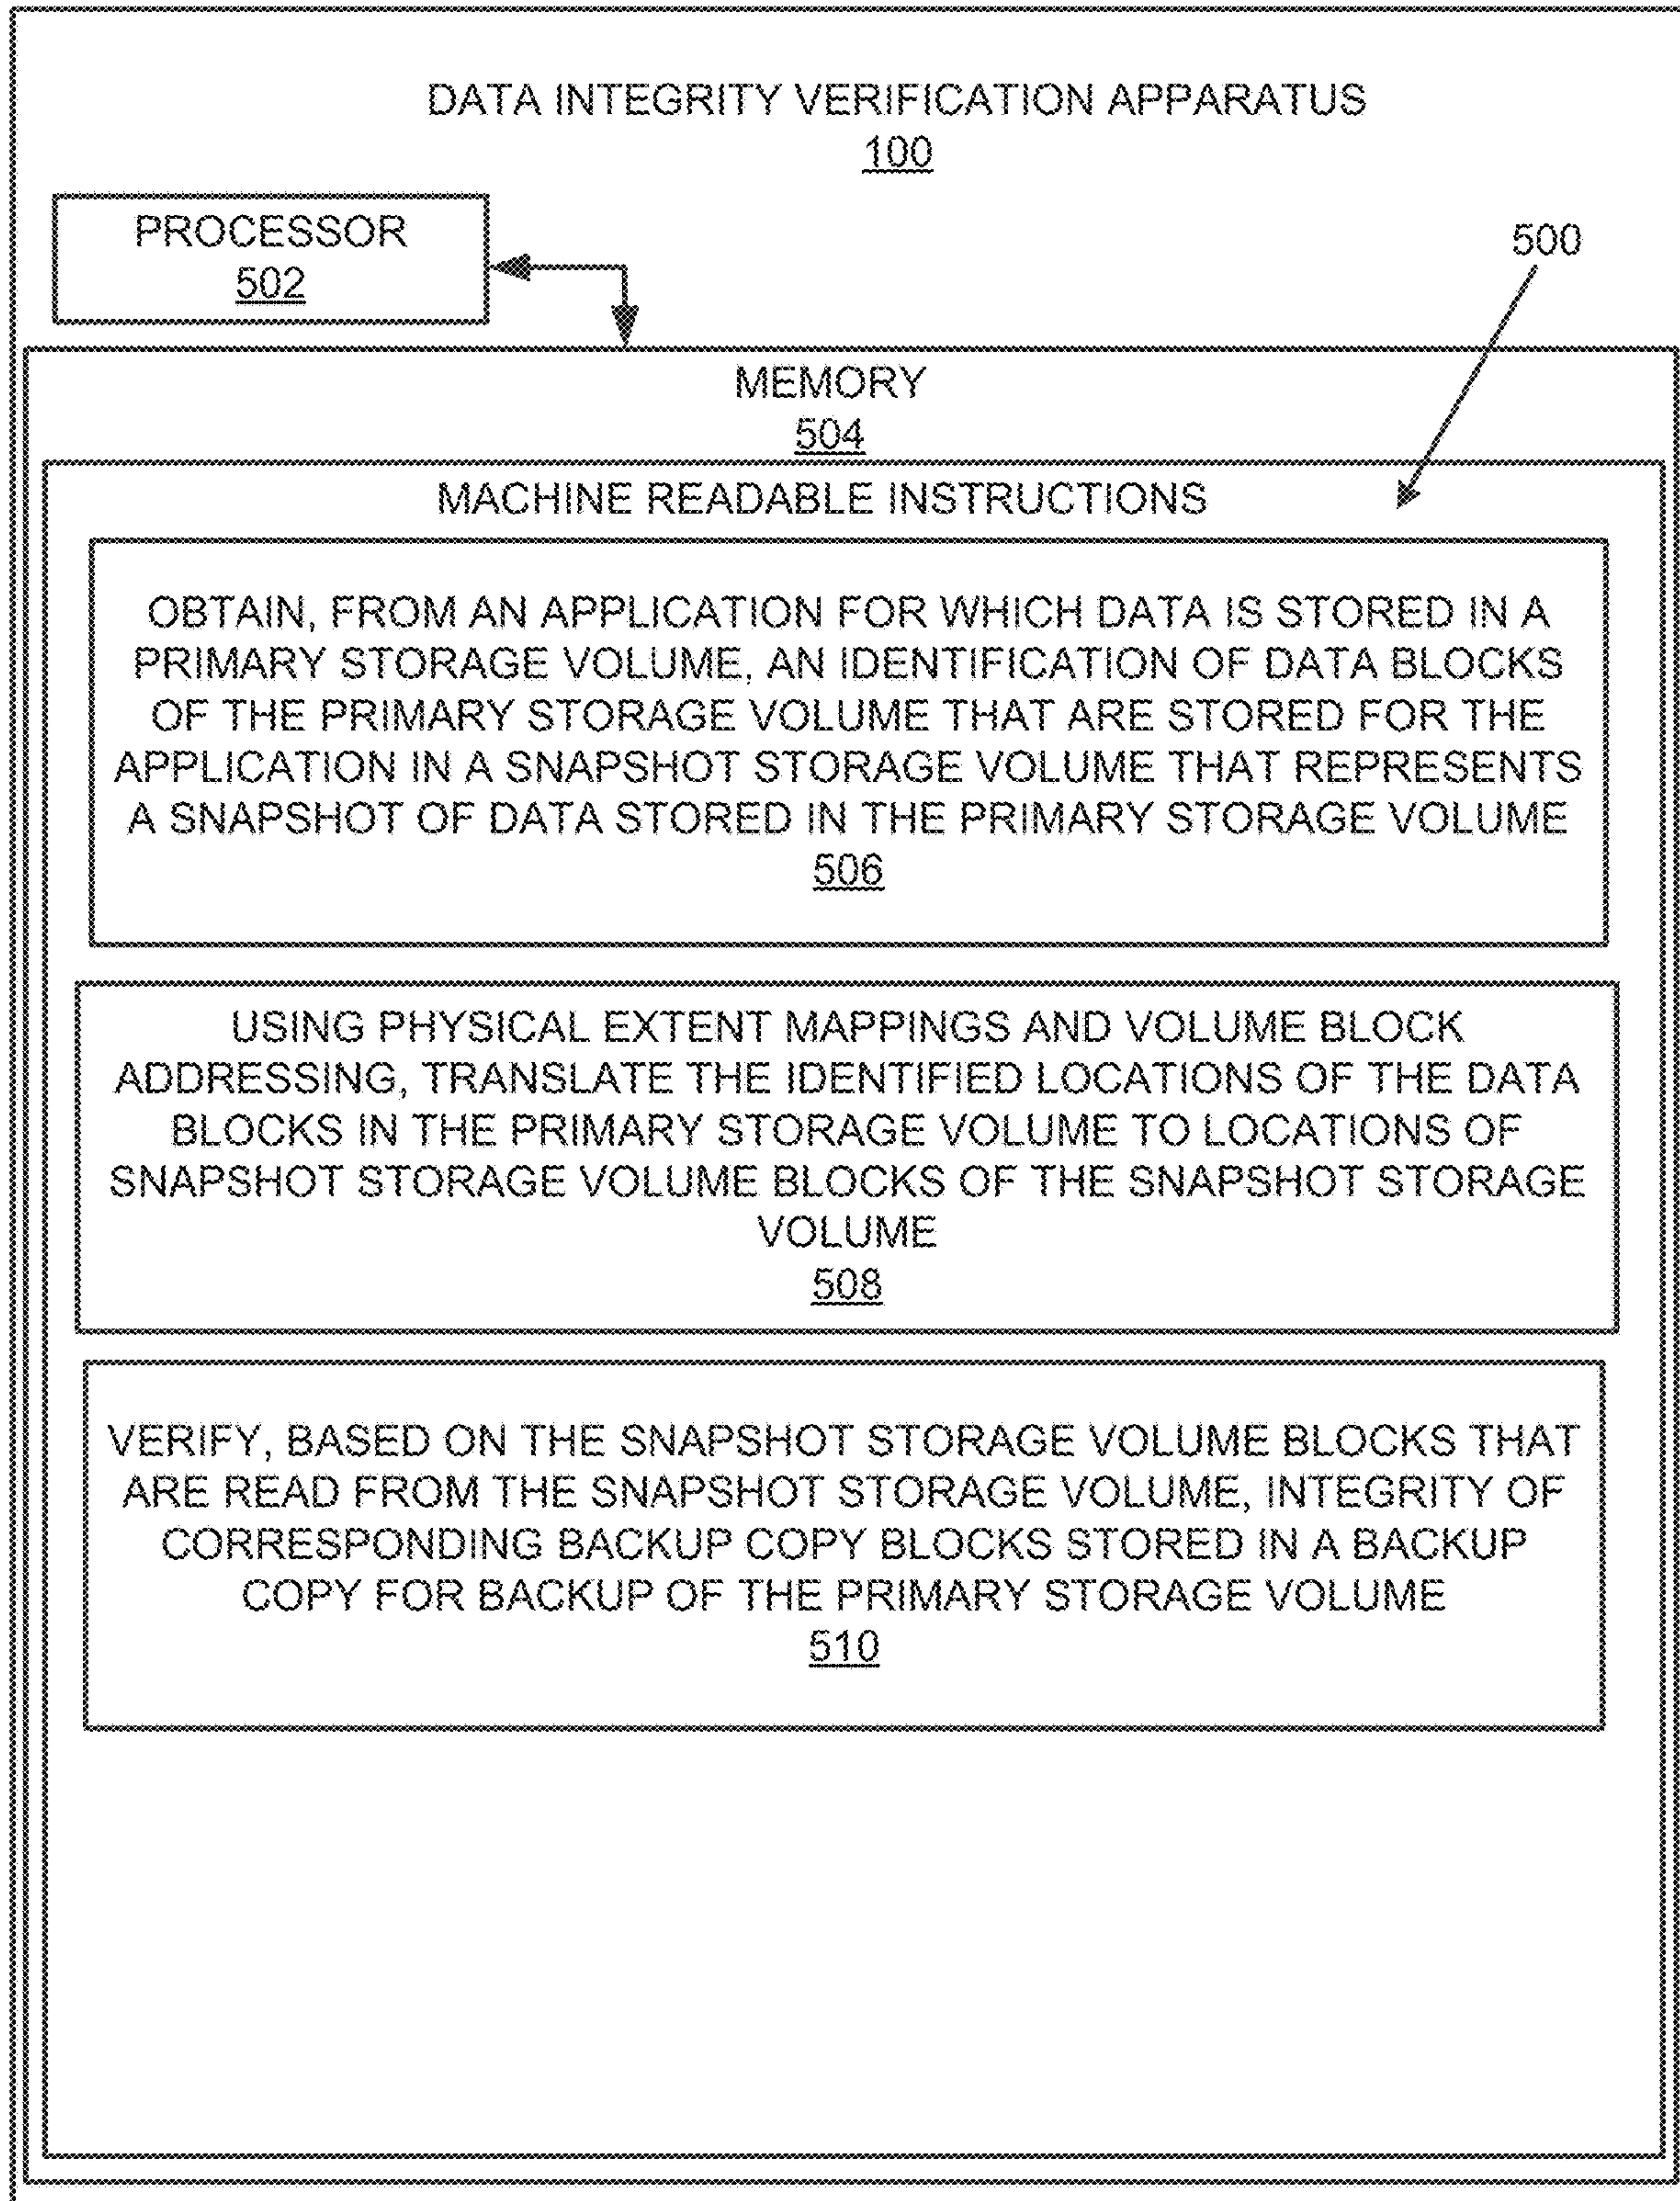 DATA INTEGRITY VERIFICATION APPARATUS
100
PROCESSOR
502
500
MEMORY
504
MACHINE READABLE INSTRUCTIONS
OBTAIN, FROM AN APPLICATION FOR WHICH DATA IS STORED IN A
PRIMARY STORAGE VOLUME, AN IDENTIFICATION OF DATA BLOCKS
OF THE PRIMARY STORAGE VOLUME THAT ARE STORED FOR THE
APPLICATION IN A SNAPSHOT STORAGE VOLUME THAT REPRESENTS
A SNAPSHOT OF DATA STORED IN THE PRIMARY STORAGE VOLUME
506
USING PHYSICAL EXTENT MAPPINGS AND VOLUME BLOCK
ADDRESSING, TRANSLATE THE IDENTIFIED LOCATIONS OF THE DATA
BLOCKS IN THE PRIMARY STORAGE VOLUME TO LOCATIONS OF
SNAPSHOT STORAGE VOLUME BLOCKS OF THE SNAPSHOT STORAGE
VOLUME
508
VERIFY, BASED ON THE SNAPSHOT STORAGE VOLUME BLOCKS THAT
ARE READ FROM THE SNAPSHOT STORAGE VOLUME, INTEGRITY OF
CORRESPONDING BACKUP COPY BLOCKS STORED IN A BACKUP
COPY FOR BACKUP OF THE PRIMARY STORAGE VOLUME
510